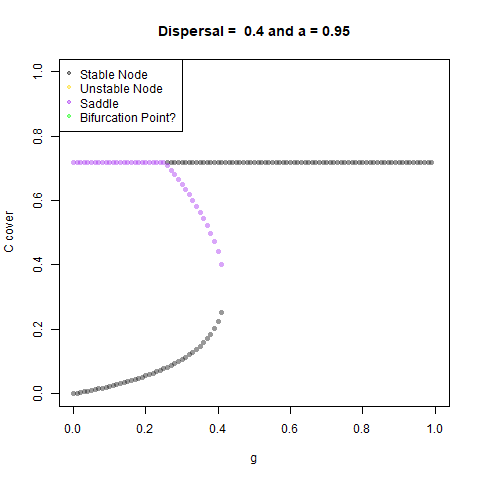 Dispersal =  0.4 and a = 0.95
Stable Node
Unstable Node
Saddle
Bifurcation Point?
C cover
1.0
0.8
0.6
0.4
0.2
0.0
0.0 0.2 0.4 0.6 0.8 1.0
g